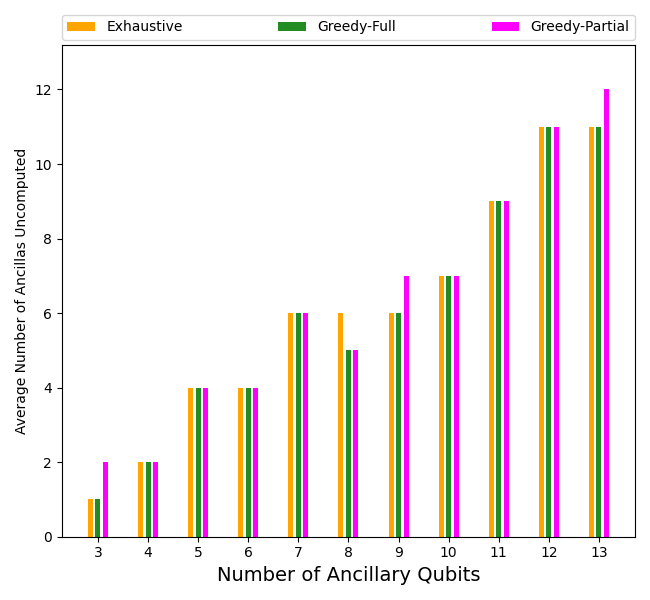 Exhaustive Greedy-Full Greedy-Partial
Average Number of Ancillas Uncomputed
12
10
8
6
4
2
0
3 4 5 6 7 8 9 10 11 12 13
Number of Ancillary Qubits